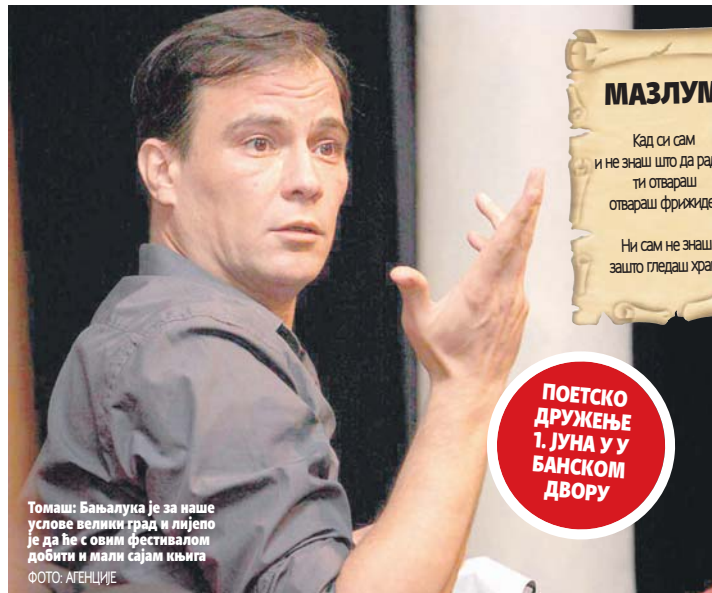 МАЗЛУМ
Кад си сам
и не знаш што да рад
ти отвараш
отвараш фрижиде
Ни сам не знаш
зашто гледаш хра
ПОЕТСКО
ДРУЖЕЊЕ
1. ЈУНА У У
БАНСКОМ
ДВОРУ
Томаш: Бањалука је за наше
услове велики град и лијепо
је да ће с овим фестивалом
добити и мали сајам књига
ФОТО: АГЕНЦИЈЕ